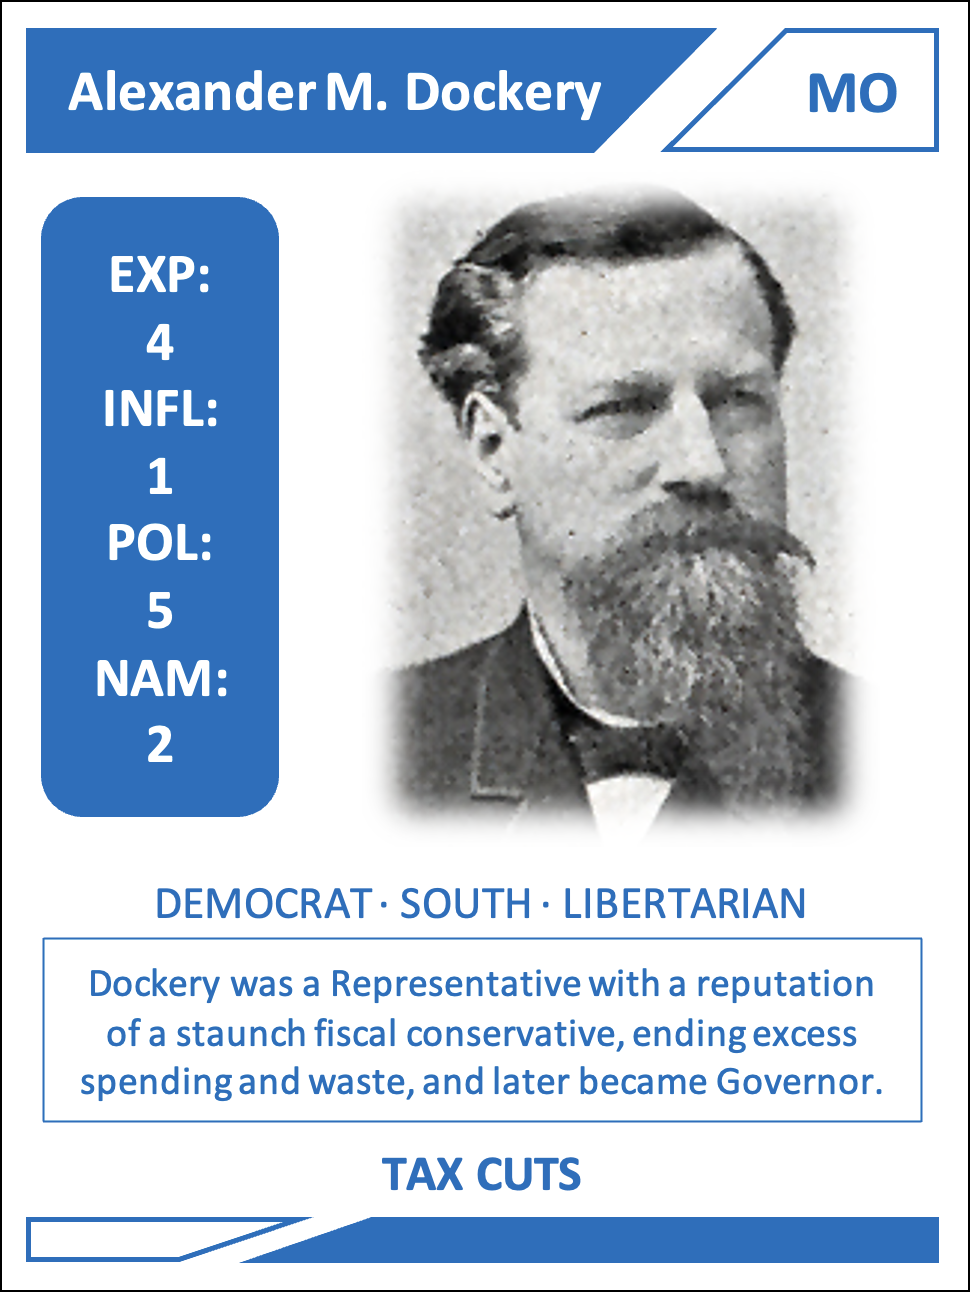 Alexander M. Dockery
MO
EXP:
4
INFL:
1
POL:
5
NAM:
2
DEMOCRAT · SOUTH · LIBERTARIAN
Dockery was a Representative with a reputation
of a staunch fiscal conservative, ending excess
spending and waste, and later became Governor.
TAX CUTS